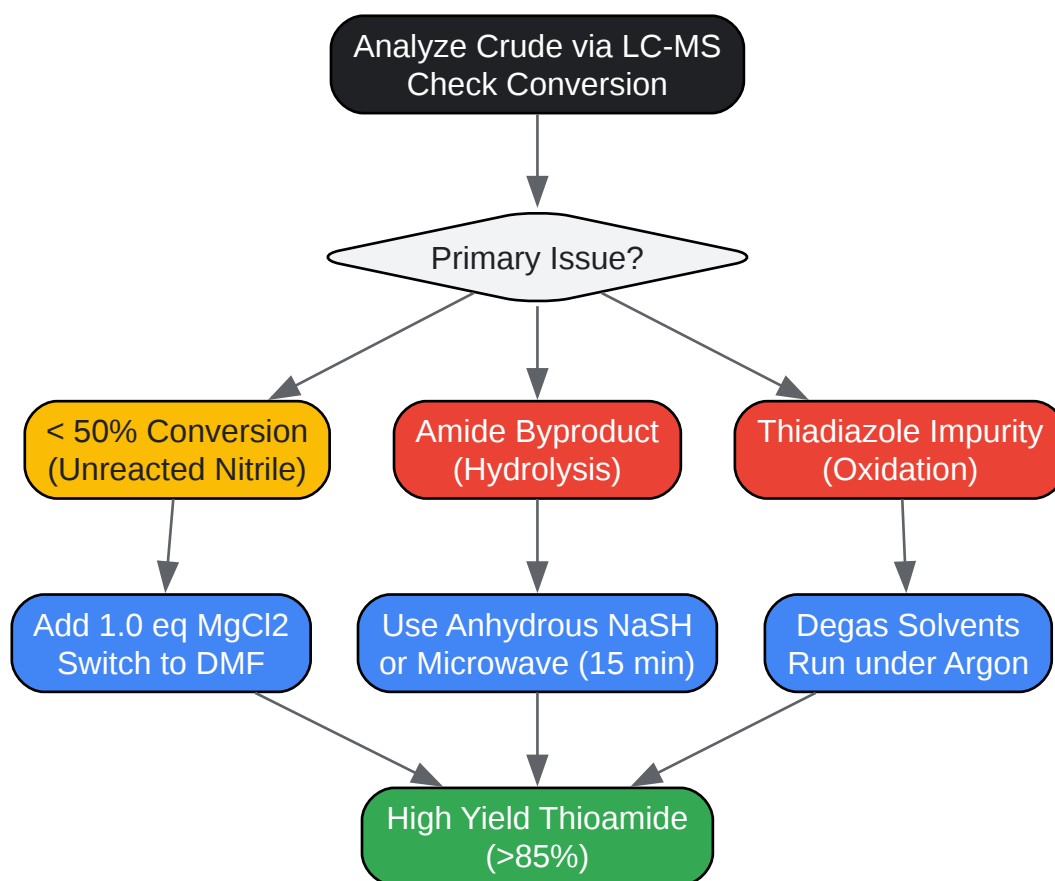 Analyze Crude via LC-MS
Check Conversion
Primary Issue?
< 50% Conversion
(Unreacted Nitrile)
Amide Byproduct
(Hydrolysis)
Thiadiazole Impurity
(Oxidation)
Add 1.0 eq MgCl2
Switch to DMF
Use Anhydrous NaSH
or Microwave (15 min)
Degas Solvents
Run under Argon
High Yield Thioamide
(>85%)